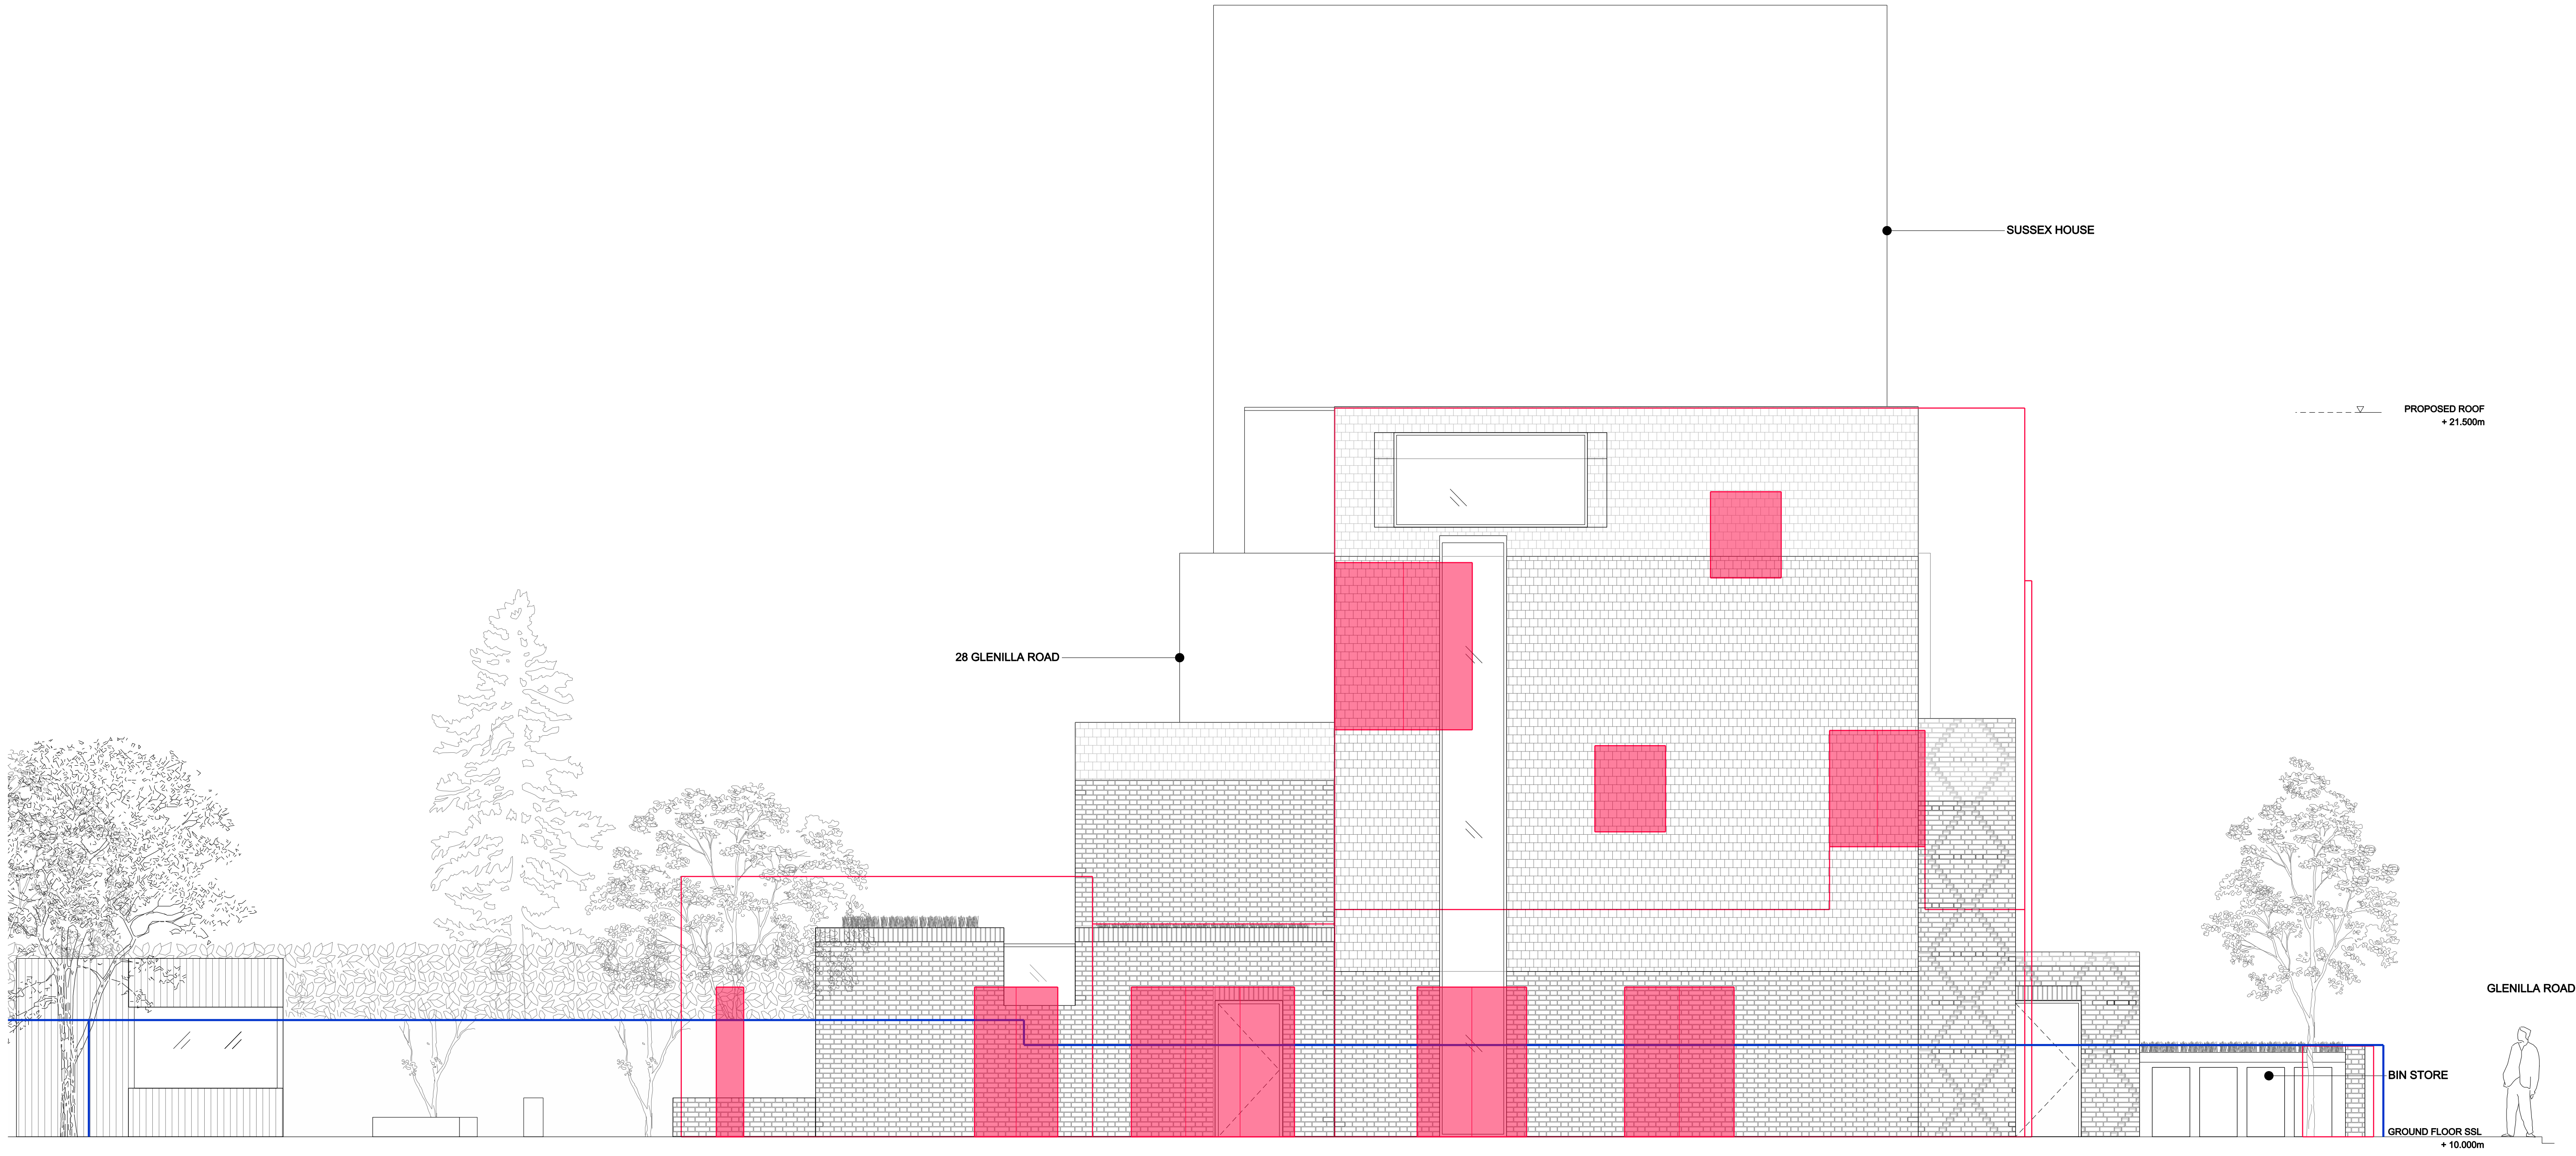 SUSSEX HOUSE
PROPOSED ROOF
+ 21.500m
28 GLENILLA ROAD
GLENILLA ROAD
BIN STORE
GROUND FLOOR SSL
+ 10.000m